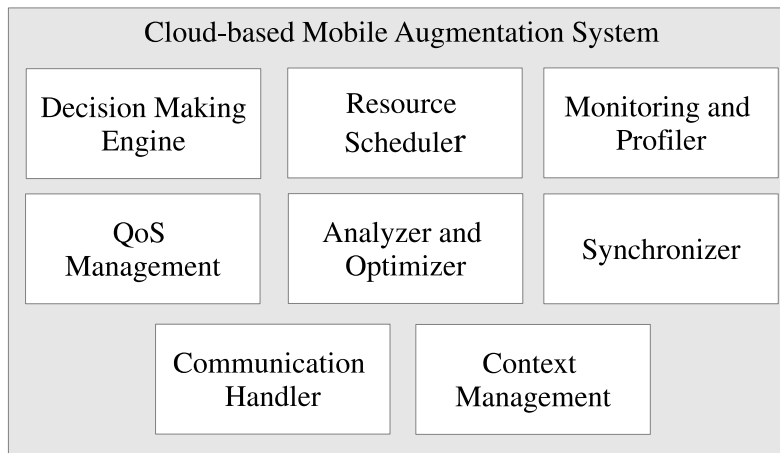 Cloud-based Mobile Augmentation System
Decision Making
Engine
Resource
Scheduler
Monitoring and
Profiler
QoS
Management
Analyzer and
Optimizer
Synchronizer
Communication
Handler
Context
Management